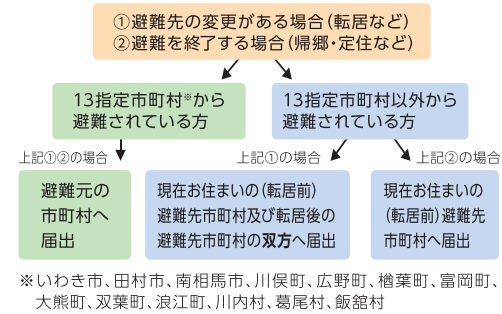 ①避難先の変更がある場合（転居など）
②避難を終了する場合（帰郷・定住など）
13指定市町村※から
避難されている方
13指定市町村以外から
避難されている方
上記①②の場合
上記①の場合
上記②の場合
避難元の
市町村へ
届出
現在お住まいの（転居前）
避難先市町村及び転居後の
避難先市町村の双方へ届出
現在お住まいの
（転居前）避難先
市町村へ届出
※いわき市、田村市、南相馬市、川俣町、広野町、楢葉町、富岡町、
大熊町、双葉町、浪江町、川内村、葛尾村、飯舘村